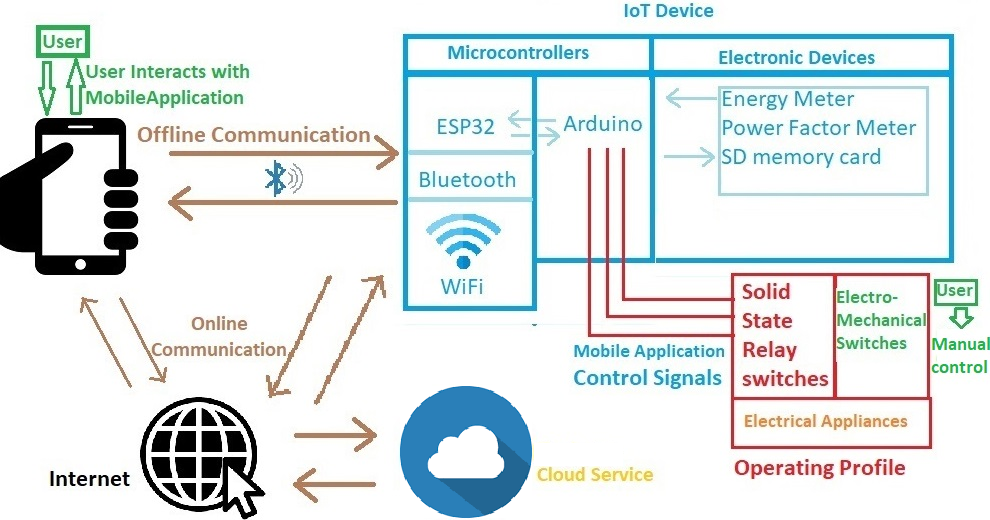 IoT Device
User
User Interacts with
MobileApplication
Offline Communication
Microcontrollers
Electronic Devices
ESP32
Arduino
Energy Meter
Power Factor Meter
SD memory card
Bluetooth
WiFi
Online
Communication
Mobile Application
Control Signals
Solid
State
Relay
switches
Electro-
Mechanical
Switches
User
Manual
control
Electrical Appliances
Operating Profile
Internet
Cloud Service